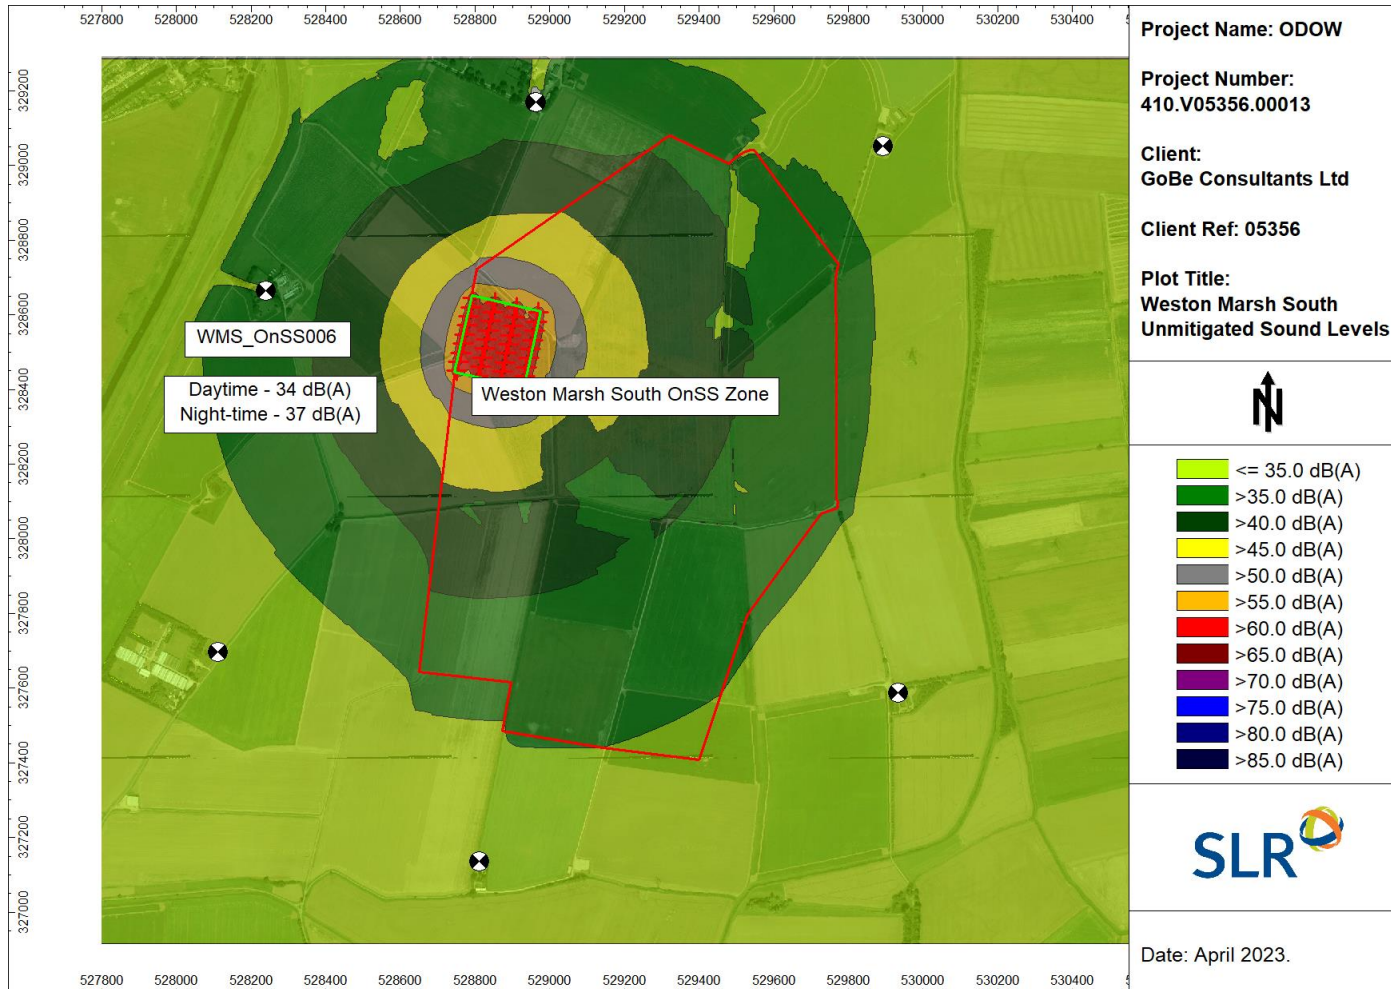 527800 528000 528200 528400 528600 528800 529000 529200 529400 529600 529800 530000 530200 530400
329200
329000
328800
328600
328400
328200
328000
327800
327600
327400
327200
327000
WMS_OnSS006
Daytime - 34 dB(A)
Night-time - 37 dB(A)
Weston Marsh South OnSS Zone
527800 528000 528200 528400 528600 528800 529000 529200 529400 529600 529800 530000 530200 530400
Project Name: ODOW
Project Number:
410.V05356.00013
Client:
GoBe Consultants Ltd
Client Ref: 05356
Plot Title:
Weston Marsh South
Unmitigated Sound Levels
N
<= 35.0 dB(A)
>35.0 dB(A)
>40.0 dB(A)
>45.0 dB(A)
>50.0 dB(A)
>55.0 dB(A)
>60.0 dB(A)
>65.0 dB(A)
>70.0 dB(A)
>75.0 dB(A)
>80.0 dB(A)
>85.0 dB(A)
SLR
Date: April 2023.